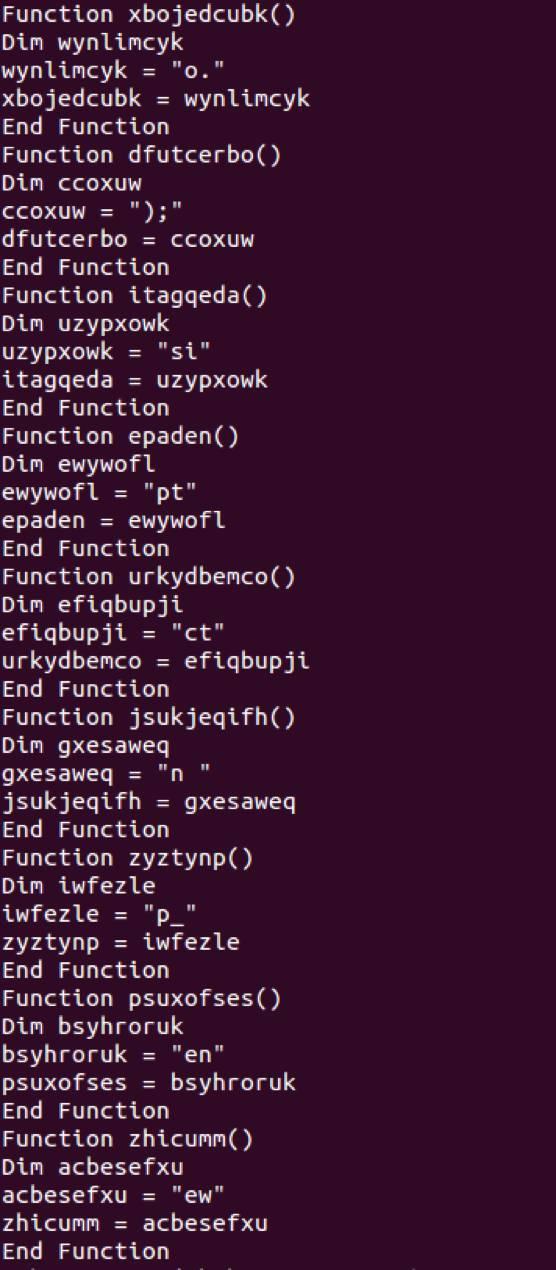 Function xbojedcubk()
Dim wynlimcyk
wynlimcyk = "o."
xbojedcubk = wynlimcyk
End Function
Function dfutcerbo()
Dim ccoxuw
ccoxuw = ");"
dfutcerbo = ccoxuw
End Function
Function itagqeda()
Dim uzypxowk
uzypxowk = "si"
itagqeda = uzypxowk
End Function
Function epaden()
Dim ewywofl
ewywofl = "pt"
epaden = ewywofl
End Function
Function urkydbemco()
Dim efiqbupji
efiqbupji = "ct"
urkydbemco = efiqbupji
End Function
Function jsukjeqifh()
Dim gxesaweq
gxesaweq = "n "
jsukjeqifh = gxesaweq
End Function
Function zyztynp()
Dim iwfezle
iwfezle = "p_"
zyztynp = iwfezle
End Function
Function psuxofses()
Dim bsyhroruk
bsyhroruk = "en"
psuxofses = bsyhroruk
End Function
Function zhicumm()
Dim acbesefxu
acbesefxu = "ew"
zhicumm = acbesefxu
End Function